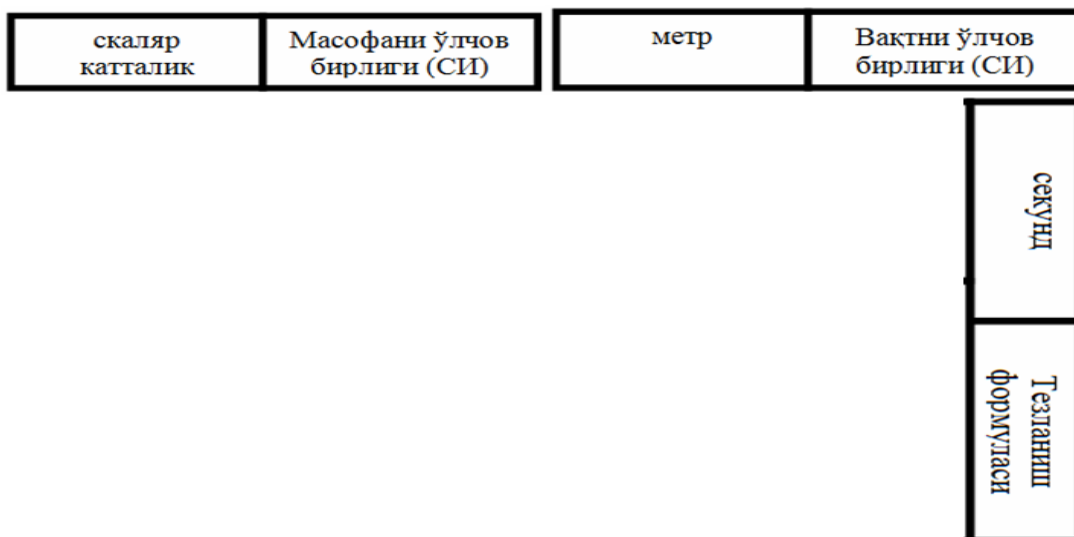 скаляр
катталик
Масофани ўлчов
бирлиги (СИ)
метр
Вақтни ўлчов
бирлиги (СИ)
секунд
Тезланиш
формуласи